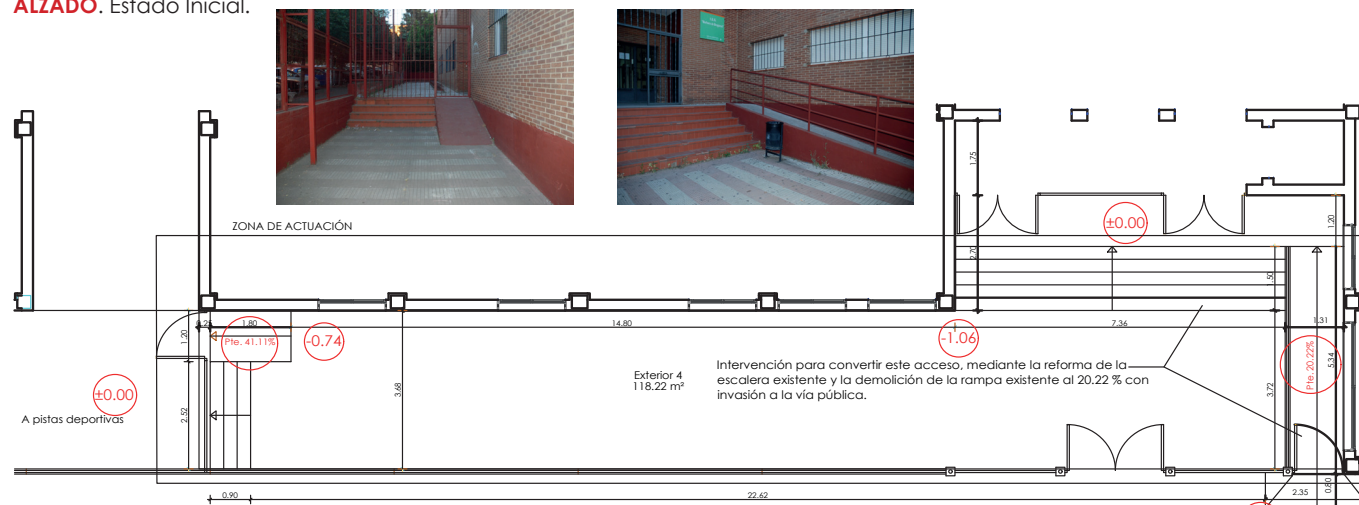 ALZADO. Estado Inicial.
ZONA DE ACTUACIÓN
1.75
±0.00
1.20
2.70
.50
0.25
1.80
14.80
7.36
1.31
1.20
Pte. 41.11%
-0.74
-1.06
Pte. 20.22%
5.34
Intervención para convertir este acceso, mediante la reforma de la
escalera existente y la demolición de la rampa existente al 20.22 % con
invasión a la vía pública.
Exterior 4
118.22 m²
3.68
3.72
±0.00
A pistas deportivas
2.52
0.90
22.62
2.35
0.80